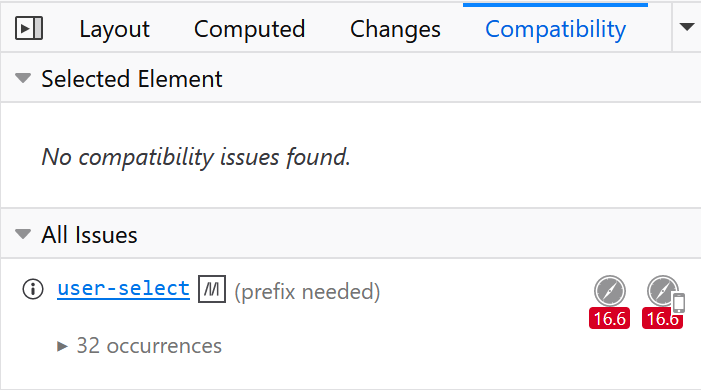 Layout Computed Changes Compatibility
Selected Element
No compatibility issues found.
All Issues
user-select (prefix needed)
16.6 16.6
32 occurrences